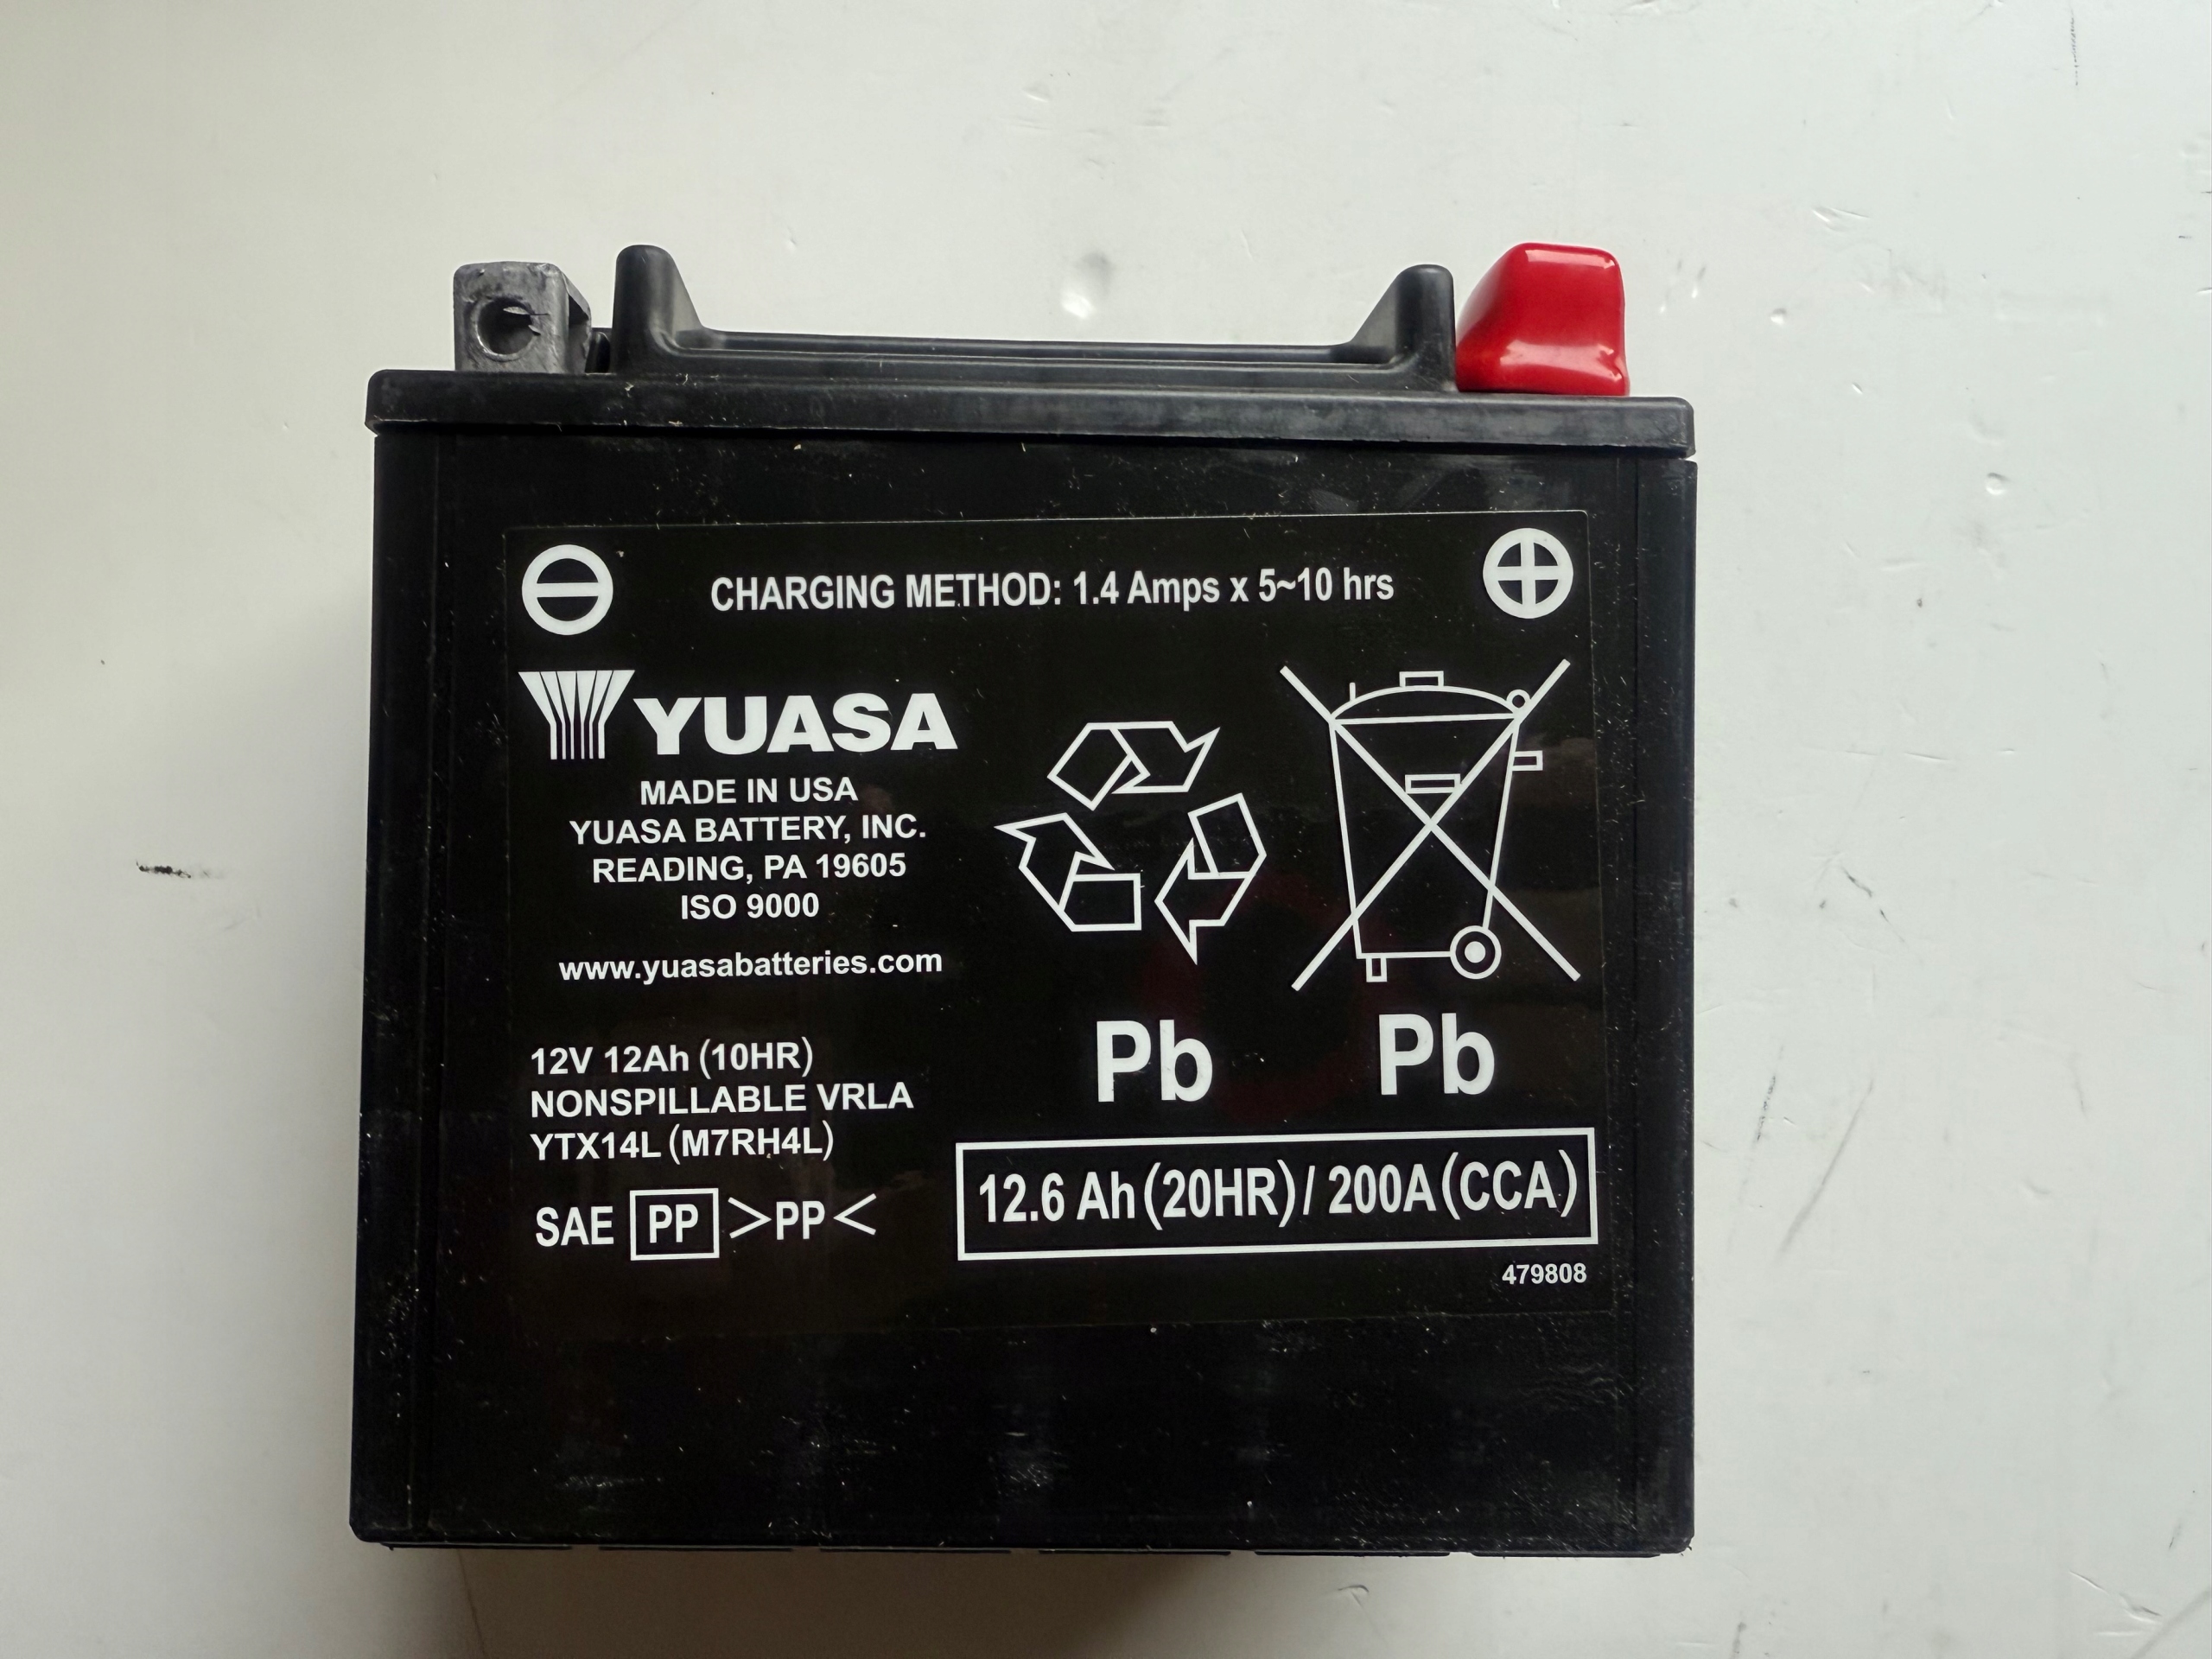 CHARGING METHOD: 1.4 Amps x 5~10 hrs
YUASA
MADE IN USA
YUASA BATTERY, INC.
READING, PA 19605
ISO 9000
www.yuasabatteries.com
12V 12Ah (10HR)
NONSPILLABLE VRLA
YTX14L (M7RH4L)
SAE PP >PP<
Pb
Pb
12.6 Ah (20HR) / 200A (CCA)
479808